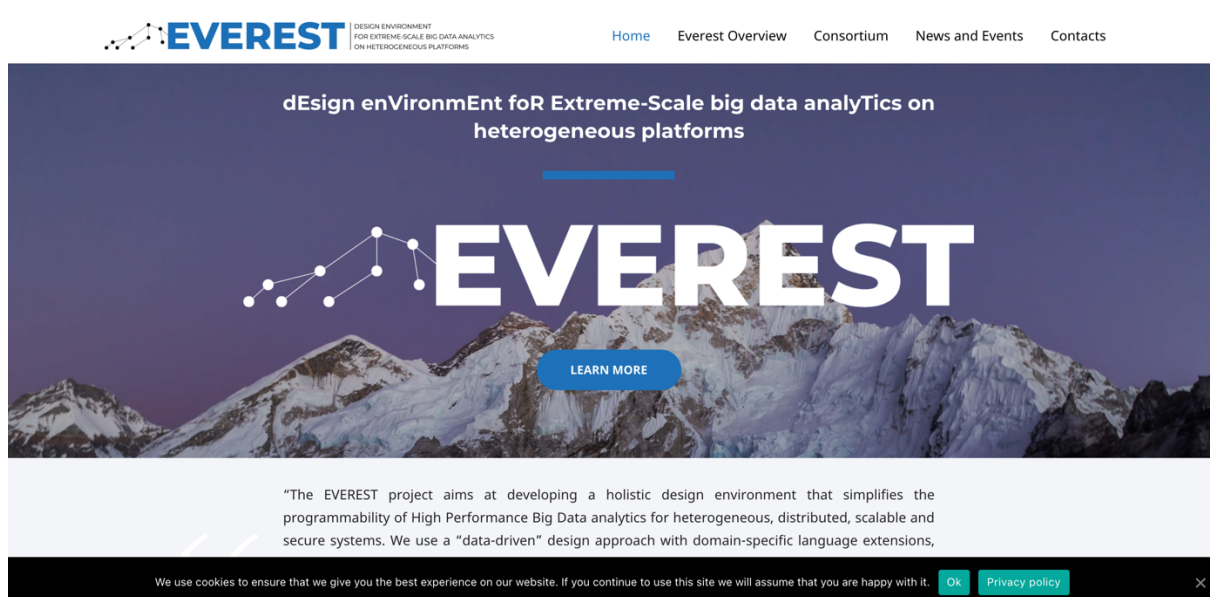 EVEREST
DESIGN ENVIRONMENT
FOR EXTREME-SCALE BIG DATA ANALYTICS
ON HETEROGENEOUS PLATFORMS
Home Everest Overview Consortium News and Events Contacts
dEsign enVironmEnt foR Extreme-Scale big data analyTics on
heterogeneous platforms
EVEREST
LEARN MORE
“The EVEREST project aims at developing a holistic design environment that simplifies the
programmability of High Performance Big Data analytics for heterogeneous, distributed, scalable and
secure systems. We use a “data-driven” design approach with domain-specific language extensions,
We use cookies to ensure that we give you the best experience on our website. If you continue to use this site we will assume that you are happy with it. Ok Privacy policy